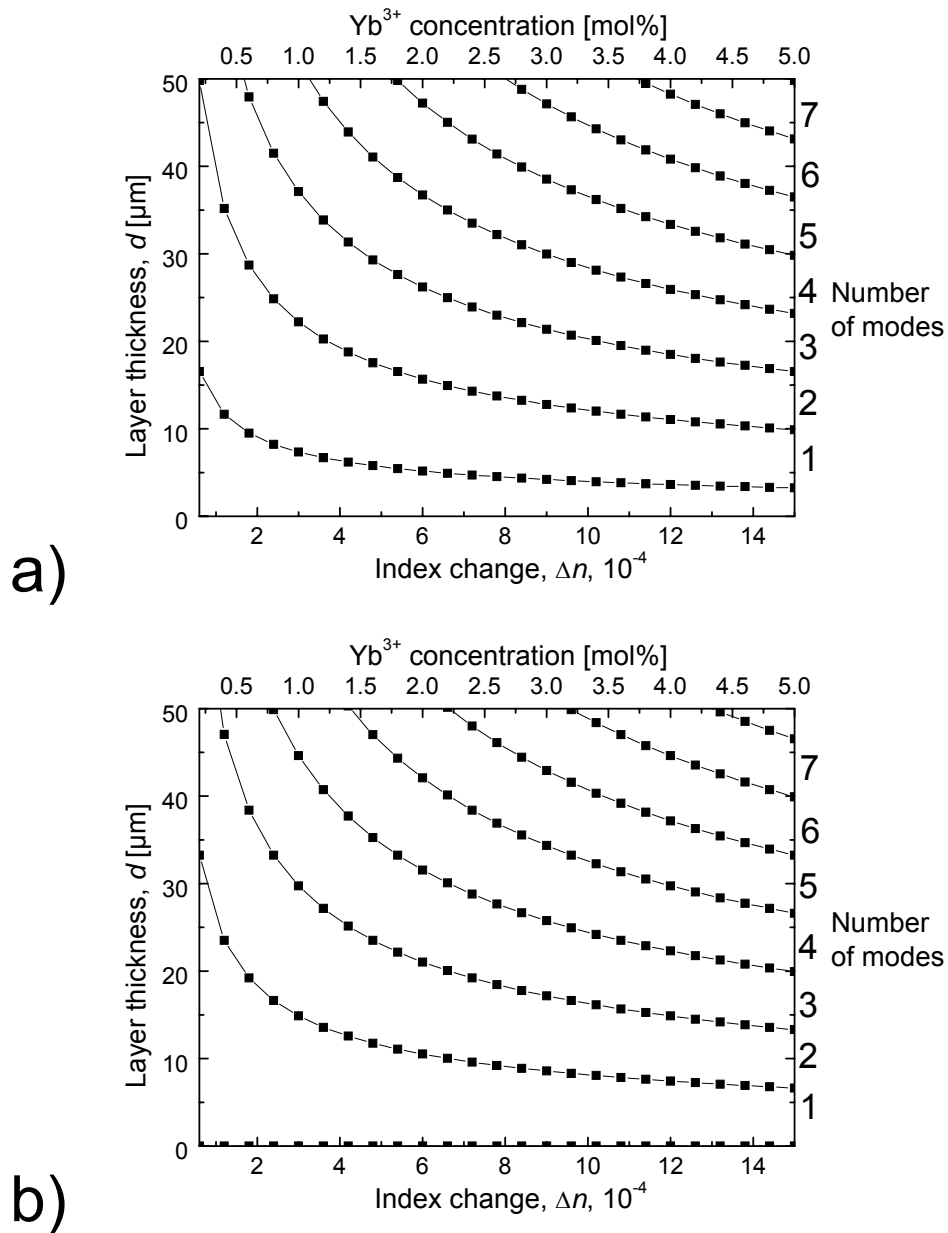 Yb³⁺ concentration [mol%]
0.5 1.0 1.5 2.0 2.5 3.0 3.5 4.0 4.5 5.0
50
40
30
20
10
0
Layer thickness, d [µm]
7
6
5
4
3
2
1
Number
of modes
2 4 6 8 10 12 14
Index change, Δn, 10⁻⁴
a)
Yb³⁺ concentration [mol%]
0.5 1.0 1.5 2.0 2.5 3.0 3.5 4.0 4.5 5.0
50
40
30
20
10
0
Layer thickness, d [µm]
7
6
5
4
3
2
1
Number
of modes
2 4 6 8 10 12 14
Index change, Δn, 10⁻⁴
b)